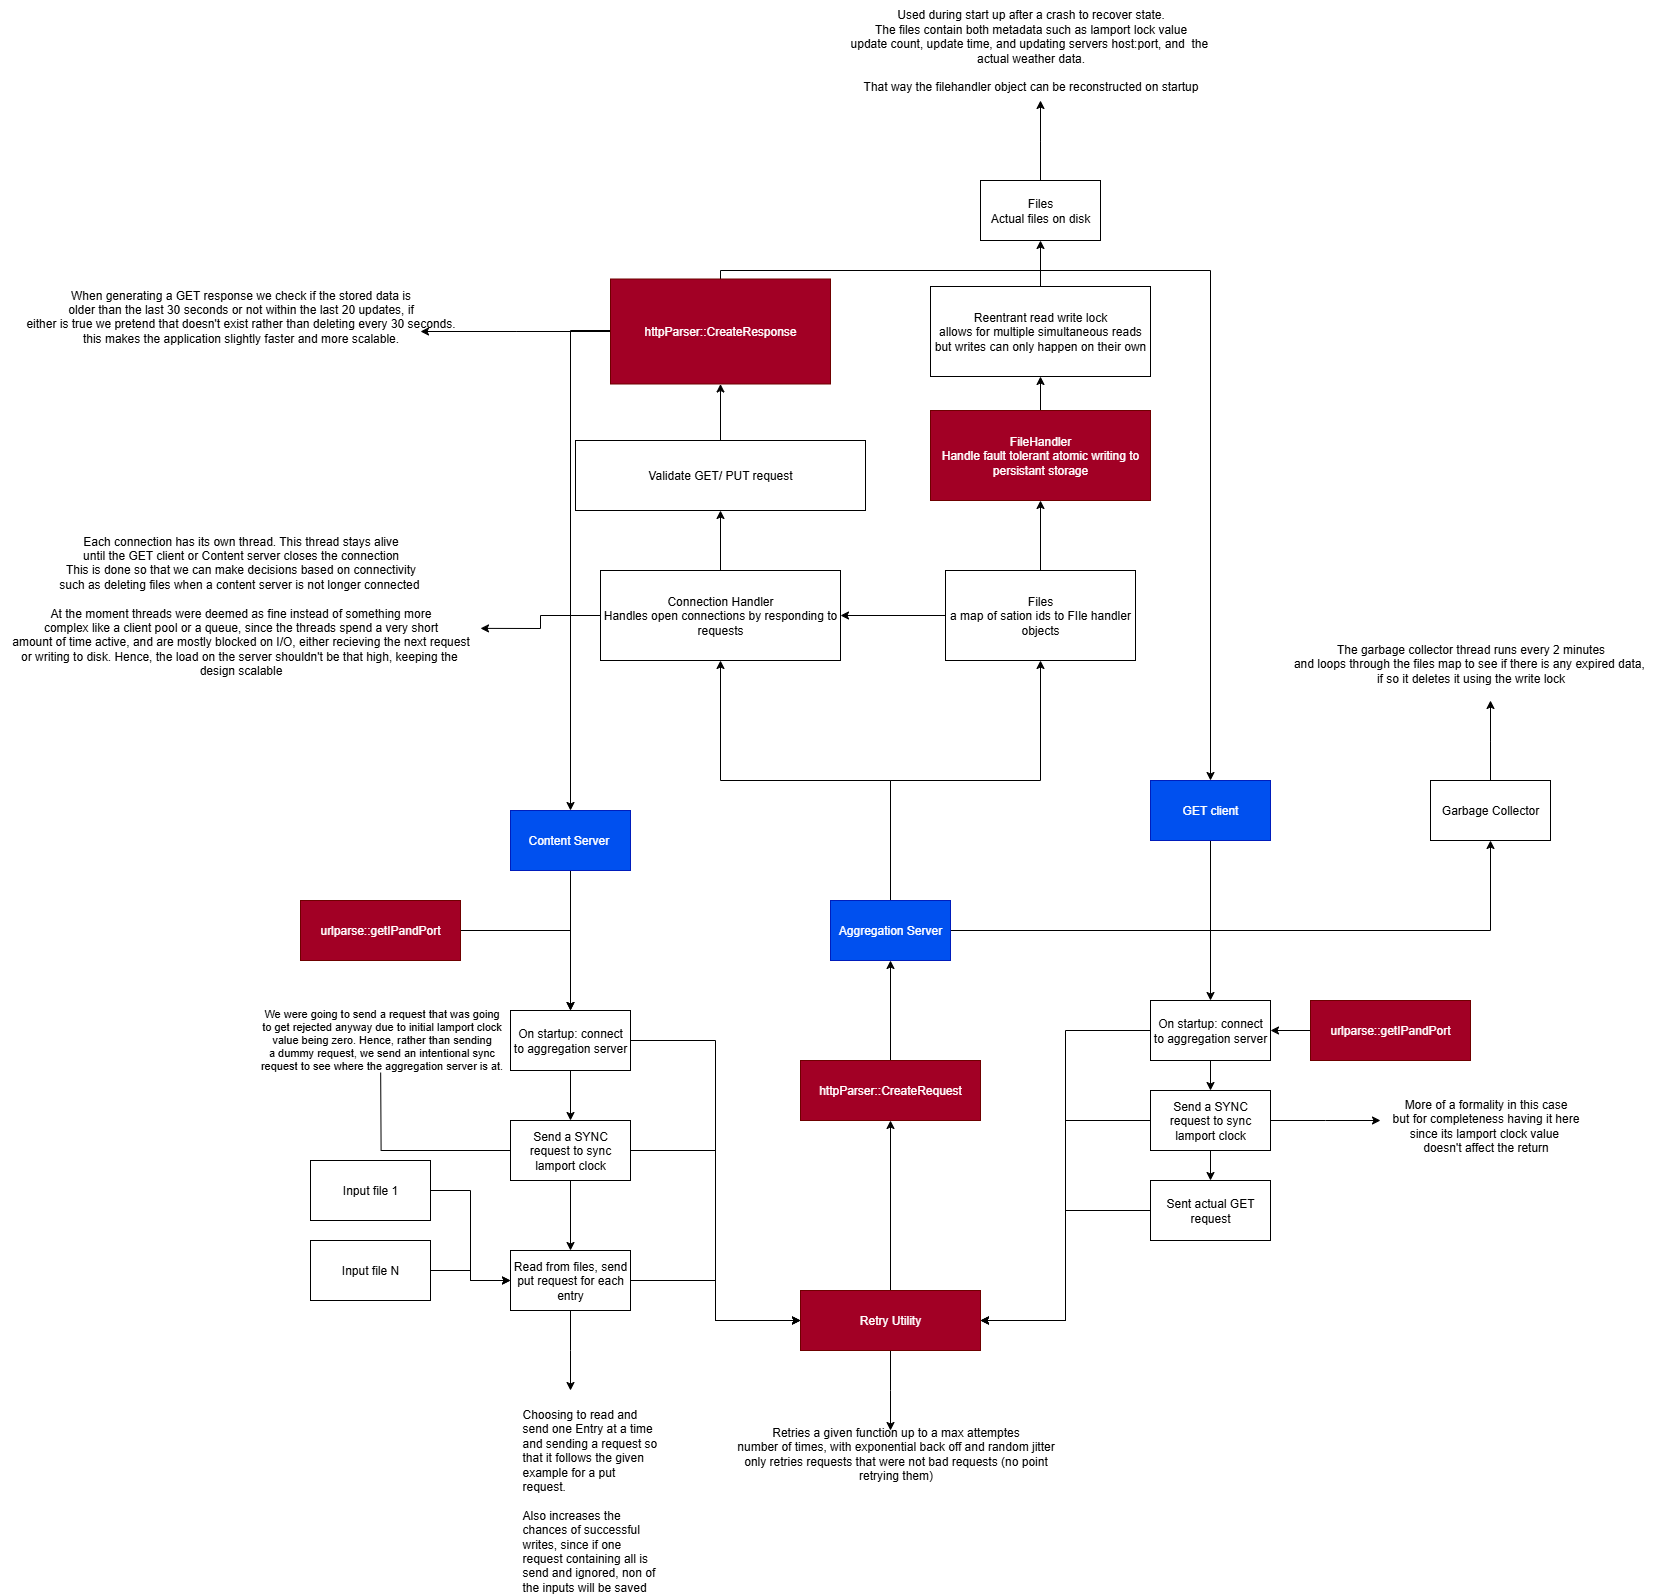 Used during start up after a crash to recover state.
The files contain both metadata such as lamport lock value
update count, update time, and updating servers host:port, and  the
actual weather data.
That way the filehandler object can be reconstructed on startup
Files
Actual files on disk
When generating a GET response we check if the stored data is
older than the last 30 seconds or not within the last 20 updates, if
either is true we pretend that doesn't exist rather than deleting every 30 seconds.
this makes the application slightly faster and more scalable.
httpParser::CreateResponse
Reentrant read write lock
allows for multiple simultaneous reads
but writes can only happen on their own
FileHandler
Handle fault tolerant atomic writing to
persistant storage
Validate GET/ PUT request
Each connection has its own thread. This thread stays alive
until the GET client or Content server closes the connection
This is done so that we can make decisions based on connectivity
such as deleting files when a content server is not longer connected
At the moment threads were deemed as fine instead of something more
complex like a client pool or a queue, since the threads spend a very short
amount of time active, and are mostly blocked on I/O, either recieving the next request
or writing to disk. Hence, the load on the server shouldn't be that high, keeping the
design scalable
Connection Handler
Handles open connections by responding to
requests
Files
a map of sation ids to FIle handler
objects
The garbage collector thread runs every 2 minutes
and loops through the files map to see if there is any expired data,
if so it deletes it using the write lock
Content Server
GET client
Garbage Collector
urlparse::getIPandPort
Aggregation Server
We were going to send a request that was going
to get rejected anyway due to initial lamport clock
value being zero. Hence, rather than sending
a dummy request, we send an intentional sync
request to see where the aggregation server is at.
On startup: connect
to aggregation server
On startup: connect
to aggregation server
urlparse::getIPandPort
httpParser::CreateRequest
Send a SYNC
request to sync
lamport clock
Send a SYNC
request to sync
lamport clock
More of a formality in this case
but for completeness having it here
since its lamport clock value
doesn't affect the return
Input file 1
Sent actual GET
request
Input file N
Read from files, send
put request for each
entry
Retry Utility
Choosing to read and
send one Entry at a time
and sending a request so
that it follows the given
example for a put
request.
Also increases the
chances of successful
writes, since if one
request containing all is
send and ignored, non of
the inputs will be saved
Retries a given function up to a max attemptes
number of times, with exponential back off and random jitter
only retries requests that were not bad requests (no point
retrying them)